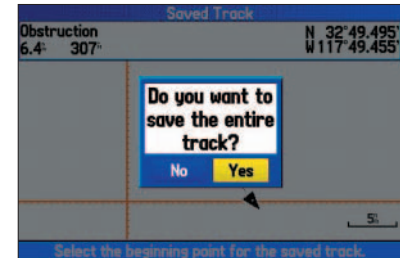 Saved Track
Obstruction
N 32°49.495'
6.4 307°
W117°49.455'
Do you want to
save the entire
track?
No Yes
5
Select the beginning point for the saved track.